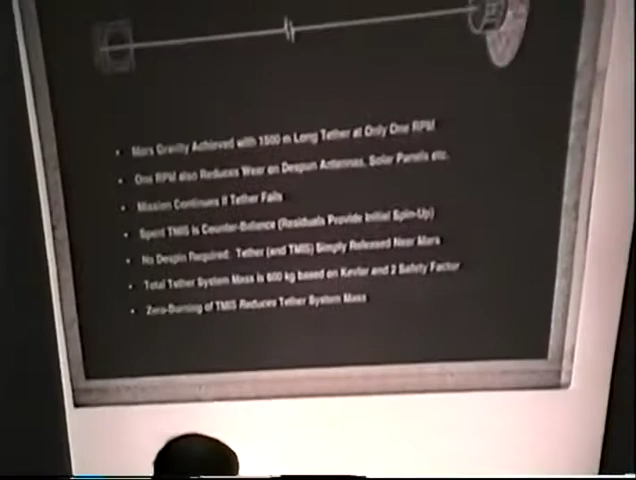 • Mars Gravity Achieved with 1500 m Long Tether at Only One RPM
• One RPM also Reduces Wear on Despun Antennas, Solar Panels etc.
• Mission Continues if Tether Fails
• Spent TMIS is Counter-Balance (Residuals Provide Initial Spin-Up)
• No Despin Required: Tether (and TMIS) Simply Released Near Mars
• Total Tether System Mass is 600 kg based on Kevlar and 2 Safety Factor
• Zero-Burning of TMIS Reduces Tether System Mass